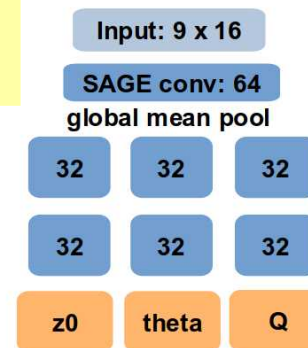 Input: 9 x 16
SAGE conv: 64
global mean pool
32 32 32
32 32 32
z0 theta Q